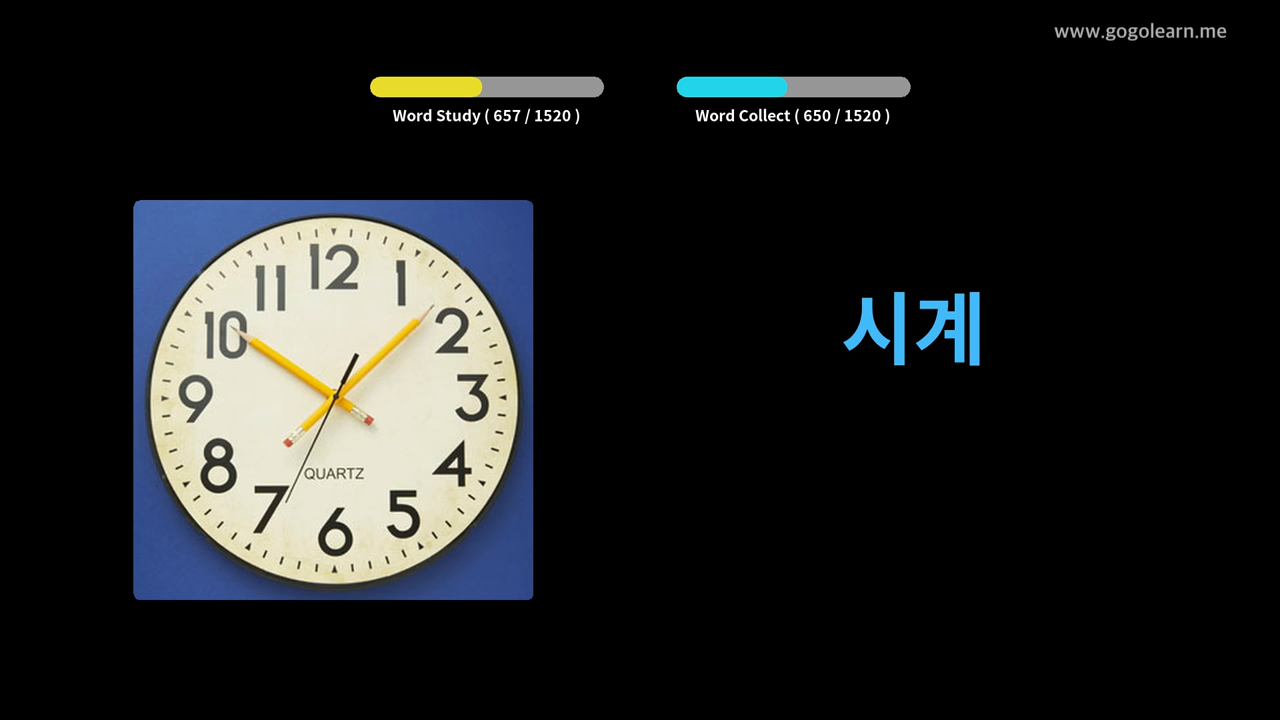 www.gogolearn.me
Word Study ( 657 / 1520 )
Word Collect ( 650 / 1520 )
12
1
2
3
4
5
6
7
8
9
10
11
QUARTZ
시계